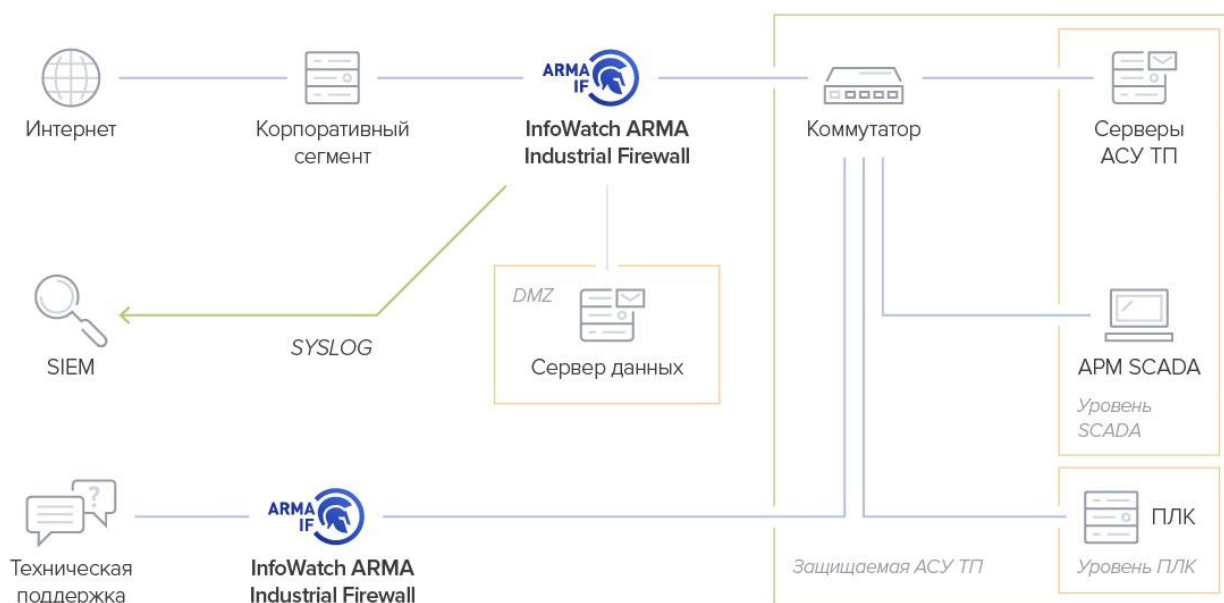 Интернет
Корпоративный
сегмент
ARMA
IF
InfoWatch ARMA
Industrial Firewall
Коммутатор
Серверы
АСУ ТП
SIEM
SYSLOG
DMZ
Сервер данных
АРМ SCADA
Уровень
SCADA
Техническая
поддержка
ARMA
IF
InfoWatch ARMA
Industrial Firewall
Защищаемая АСУ ТП
ПЛК
Уровень ПЛК